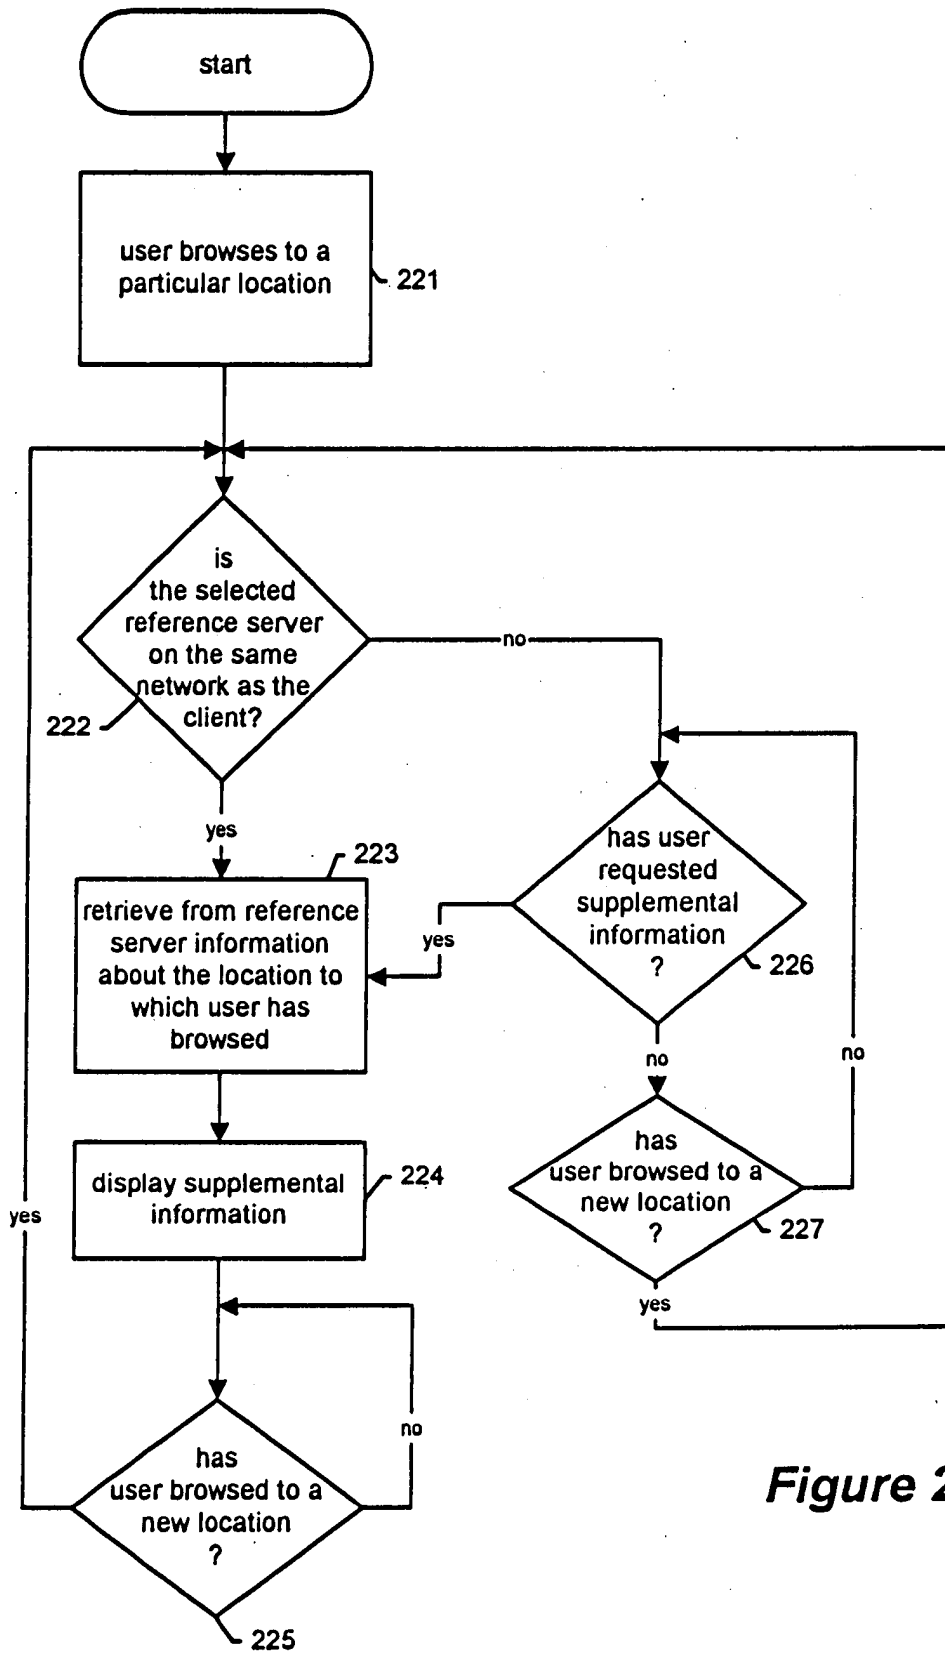 start
user browses to a
particular location
221
is
the selected
reference server
on the same
network as the
client?
222
no
yes
223
retrieve from reference
server information
about the location to
which user has
browsed
yes
has user
requested
supplemental
information
?
226
no
no
has
user browsed to a
new location
?
227
yes
display supplemental
information
224
yes
no
has
user browsed to a
new location
?
225
Figure 2